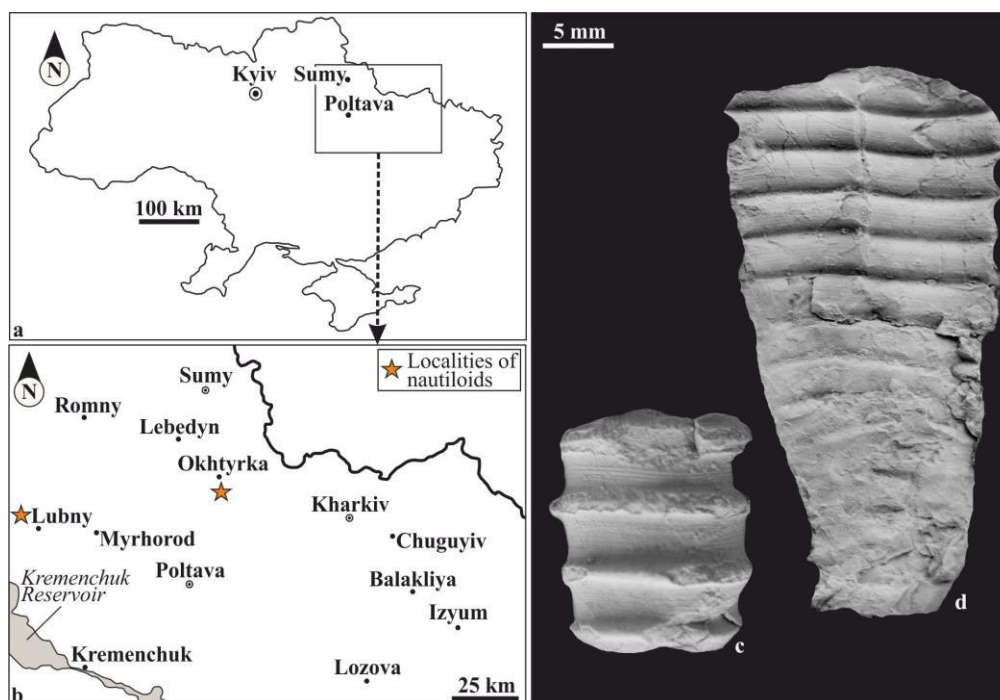 N
Kyiv
Sumy
Poltava
100 km
a
N
Localities of
nautiloids
Sumy
Romny
Lebedyn
Okhtyrka
Kharkiv
Lubny
Myrhorod
Chuguyiv
Poltava
Balakliya
Kremenchuk
Reservoir
Izyum
Kremenchuk
Lozova
b
25 km
5 mm
c
d